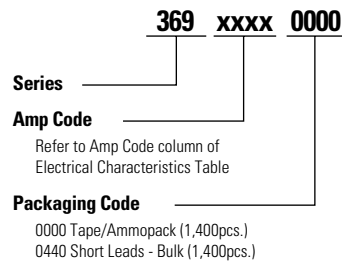 369 xxxx 0000
Series
Amp Code
Refer to Amp Code column of
Electrical Characteristics Table
Packaging Code
0000 Tape/Ammopack (1,400pcs.)
0440 Short Leads - Bulk (1,400pcs.)